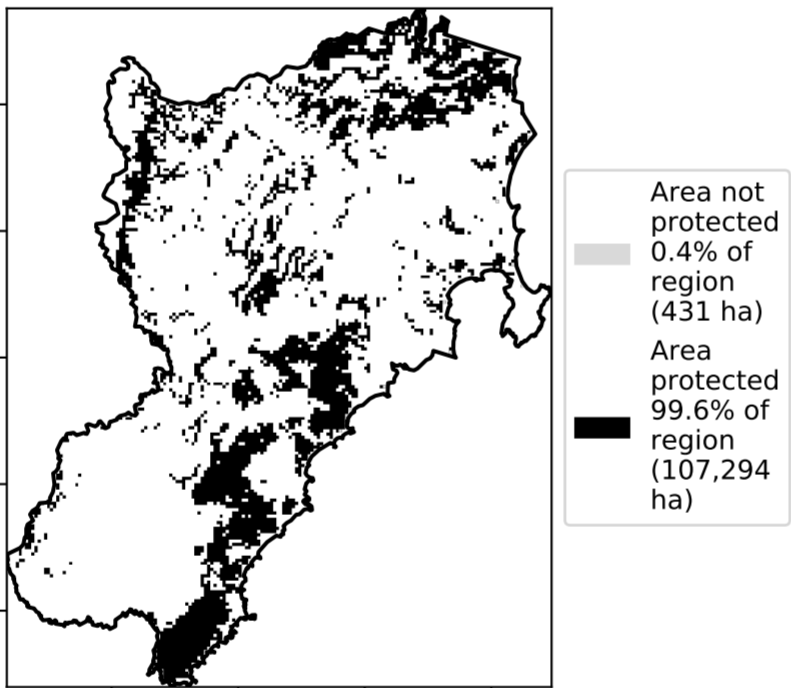 Area not
protected
0.4% of
region
(431 ha)
Area
protected
99.6% of
region
(107,294
ha)